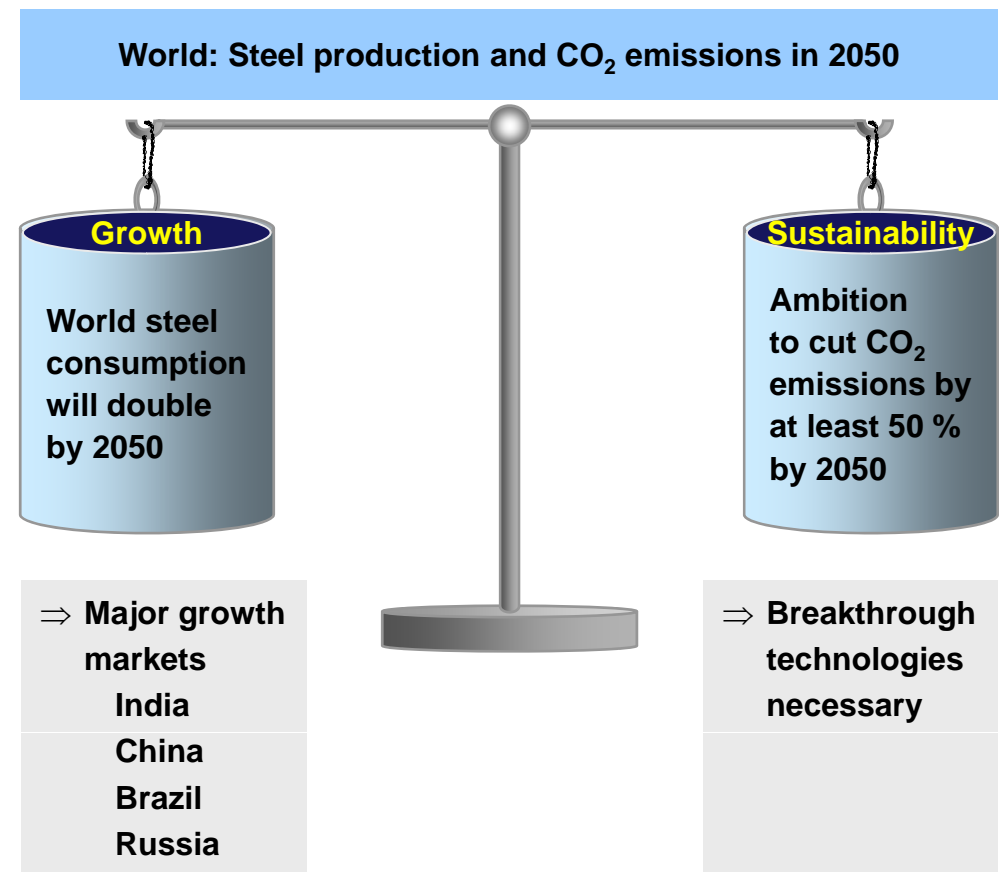 World: Steel production and CO₂ emissions in 2050
Growth
World steel
consumption
will double
by 2050
Sustainability
Ambition
to cut CO₂
emissions by
at least 50 %
by 2050
⇒ Major growth
markets
India
China
Brazil
Russia
⇒ Breakthrough
technologies
necessary